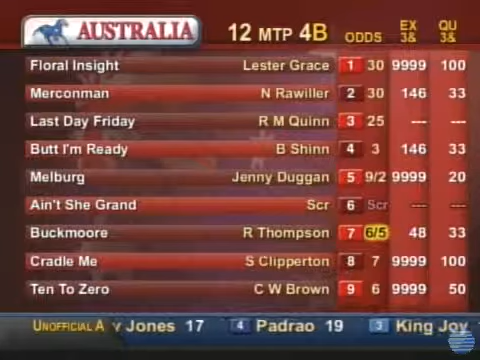 AUSTRALIA 12 MTP 4B ODDS EX 3& QU 3&
Floral Insight Lester Grace 1 30 9999 100
Merconman N Rawiller 2 30 146 33
Last Day Friday R M Quinn 3 25 --- ---
Butt I'm Ready B Shinn 4 3 146 33
Melburg Jenny Duggan 5 9/2 9999 20
Ain't She Grand Scr 6 Scr --- ---
Buckmoore R Thompson 7 6/5 48 33
Cradle Me S Clipperton 8 7 9999 100
Ten To Zero C W Brown 9 6 9999 50
UNOFFICIAL A y Jones 17 4 Padrao 19 3 King Joy